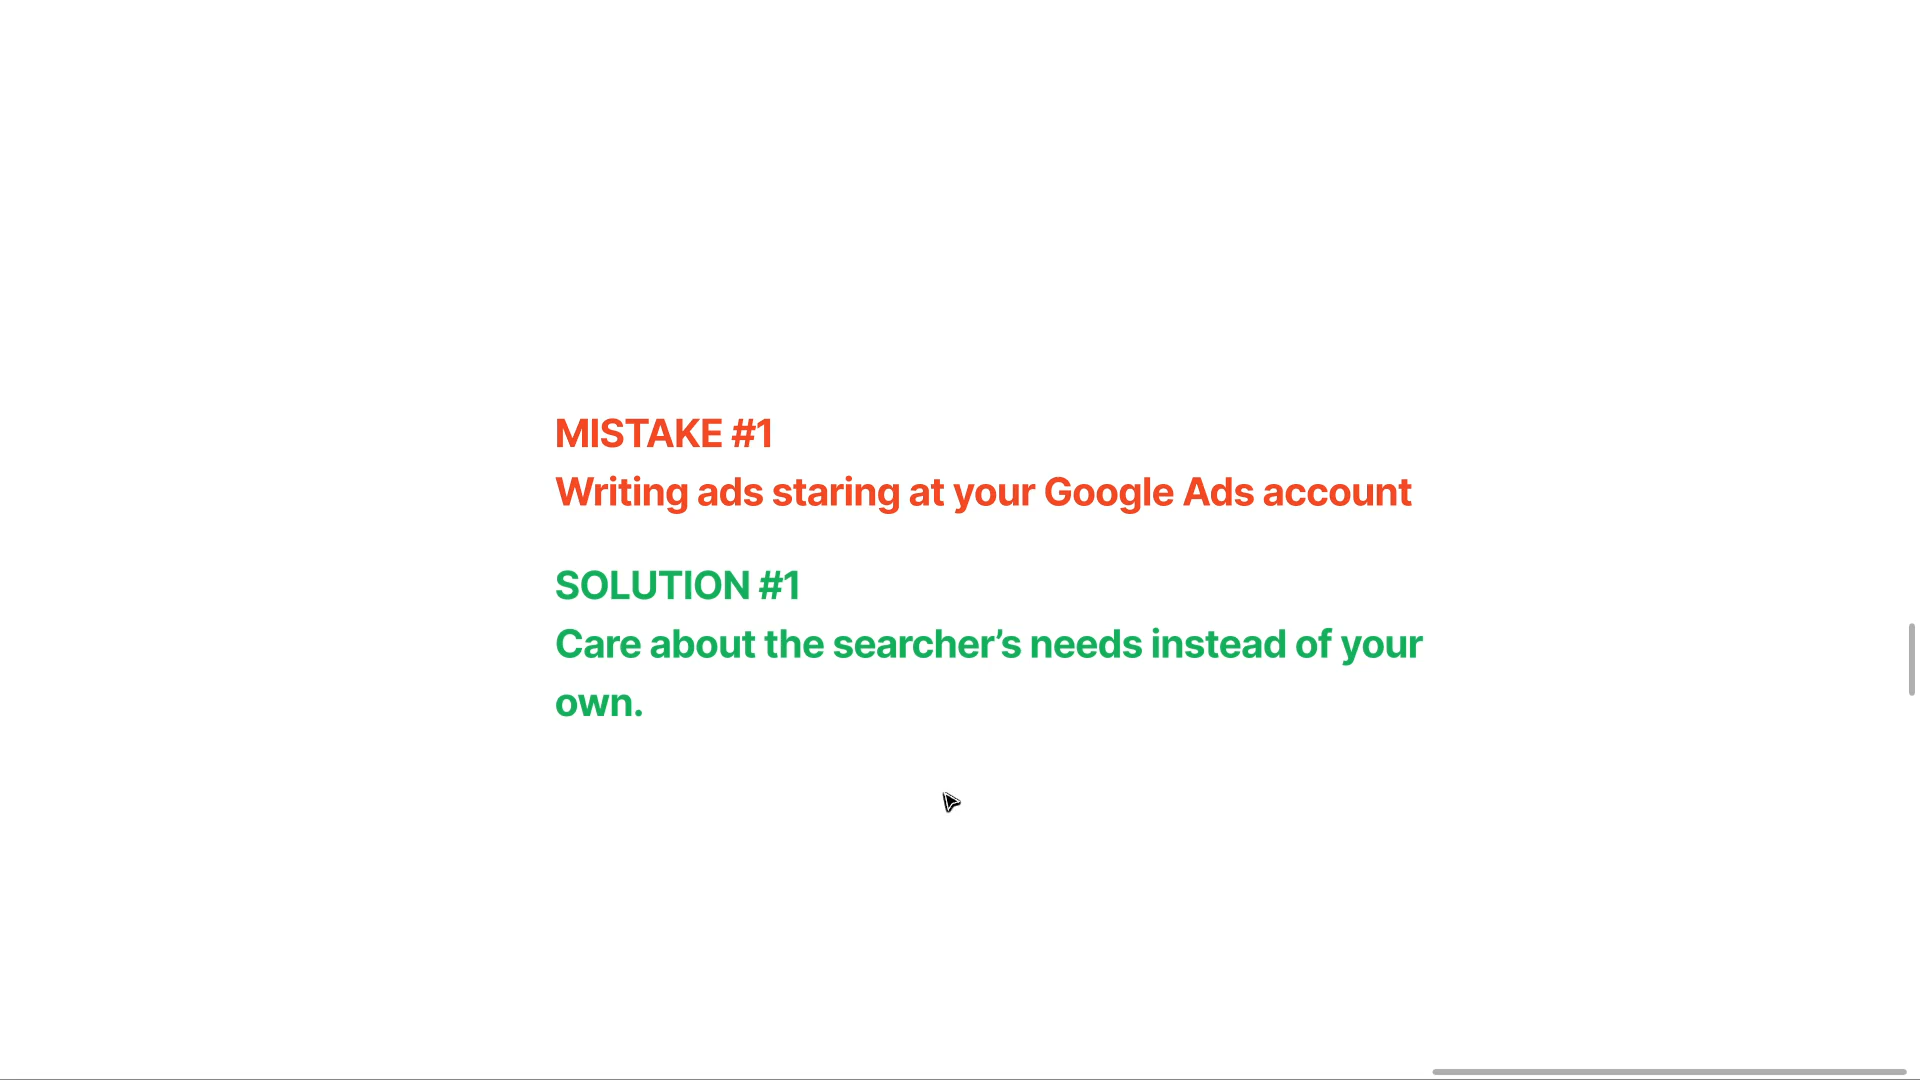 MISTAKE #1
Writing ads staring at your Google Ads account
SOLUTION #1
Care about the searcher’s needs instead of your
own.